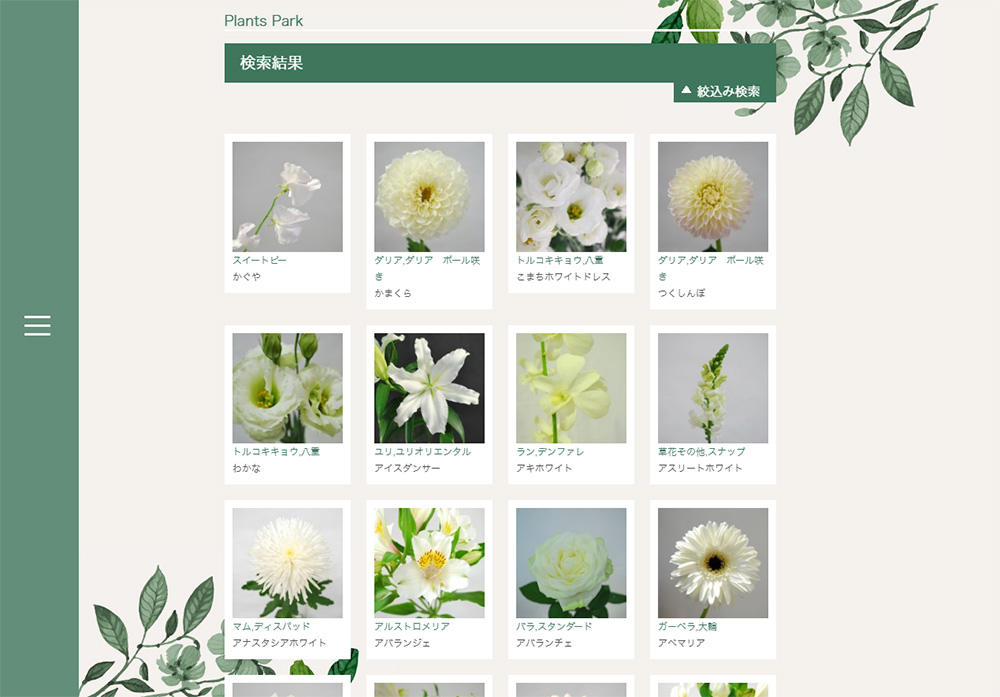 Plants Park
検索結果
▲ 絞込み検索
スイートピー
かぐや
ダリア,ダリア　ボール咲
き
かまくら
トルコキキョウ,八重
こまちホワイトドレス
ダリア,ダリア　ボール咲
き
つくしんぼ
トルコキキョウ,八重
わかな
ユリ,ユリオリエンタル
アイスダンサー
ラン,デンファレ
アキホワイト
草花その他,スナップ
アスリートホワイト
マム,ディスバッド
アナスタシアホワイト
アルストロメリア
アバランジェ
バラ,スタンダード
アバランチェ
ガーベラ,大輪
アベマリア